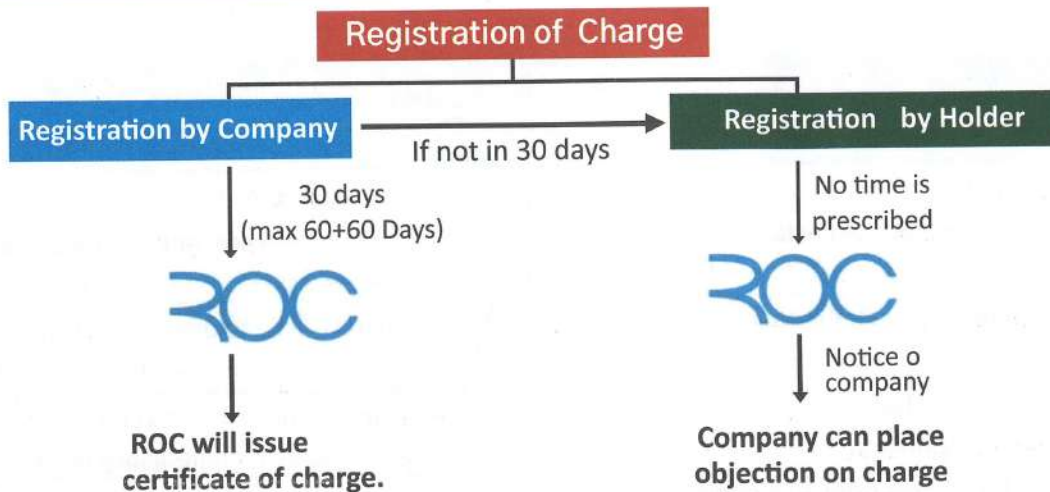 Registration of Charge
Registration by Company
If not in 30 days
Registration by Holder
30 days
(max 60+60 Days)
No time is
prescribed
ROC
ROC
Notice o
company
ROC will issue
certificate of charge.
Company can place
objection on charge